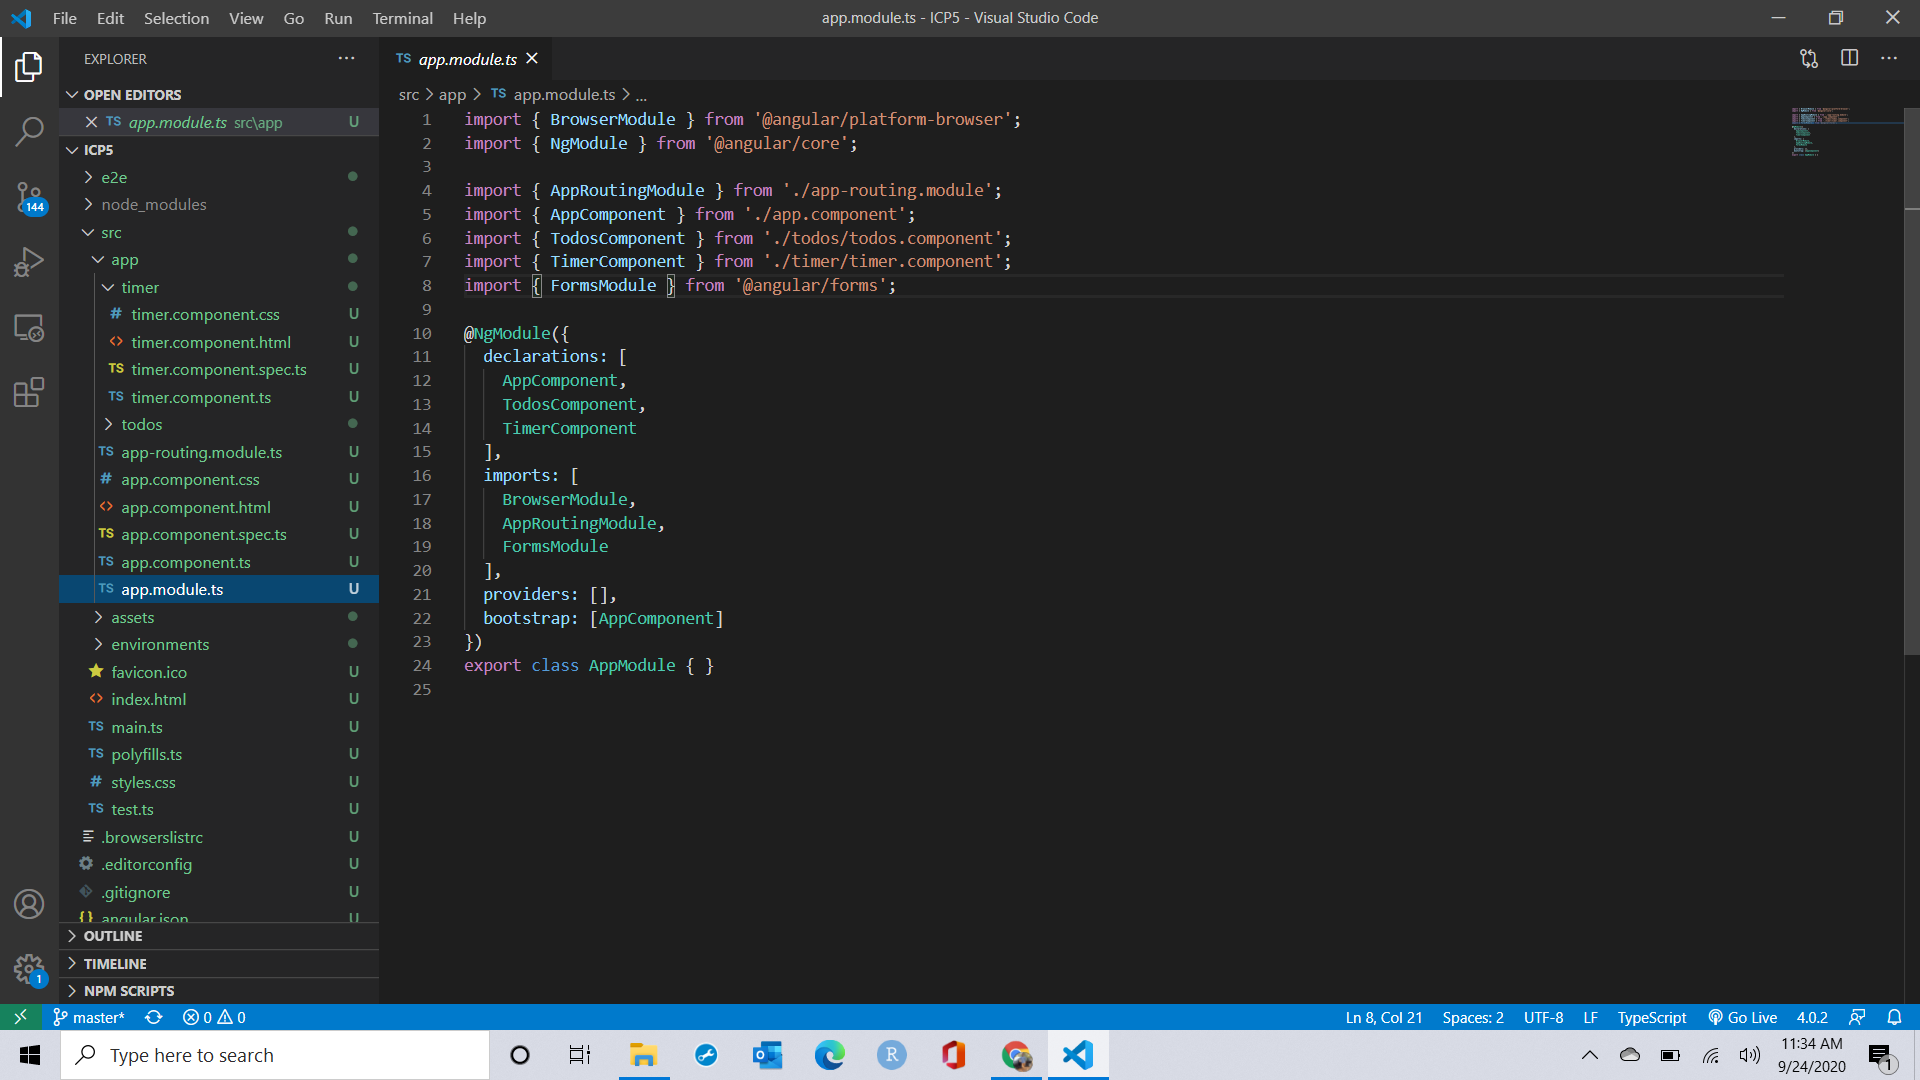 File Edit Selection View Go Run Terminal Help
app.module.ts - ICP5 - Visual Studio Code
EXPLORER
OPEN EDITORS
TS app.module.ts src\app U
ICP5
e2e
node_modules
src
app
timer
# timer.component.css U
<> timer.component.html U
TS timer.component.spec.ts U
TS timer.component.ts U
todos
TS app-routing.module.ts U
# app.component.css U
<> app.component.html U
TS app.component.spec.ts U
TS app.component.ts U
TS app.module.ts U
assets
environments
favicon.ico U
<> index.html U
TS main.ts U
TS polyfills.ts U
# styles.css U
TS test.ts U
.browserslistrc U
.editorconfig U
.gitignore U
{} angular.json U
OUTLINE
TIMELINE
NPM SCRIPTS
144
1
TS app.module.ts
src > app > TS app.module.ts > ...
1 import { BrowserModule } from '@angular/platform-browser';
2 import { NgModule } from '@angular/core';
3
4 import { AppRoutingModule } from './app-routing.module';
5 import { AppComponent } from './app.component';
6 import { TodosComponent } from './todos/todos.component';
7 import { TimerComponent } from './timer/timer.component';
8 import { FormsModule } from '@angular/forms';
9
10 @NgModule({
11 declarations: [
12 AppComponent,
13 TodosComponent,
14 TimerComponent
15 ],
16 imports: [
17 BrowserModule,
18 AppRoutingModule,
19 FormsModule
20 ],
21 providers: [],
22 bootstrap: [AppComponent]
23 })
24 export class AppModule { }
25
master* 0 0 Ln 8, Col 21 Spaces: 2 UTF-8 LF TypeScript Go Live 4.0.2
Type here to search
R
11:34 AM
9/24/2020
1